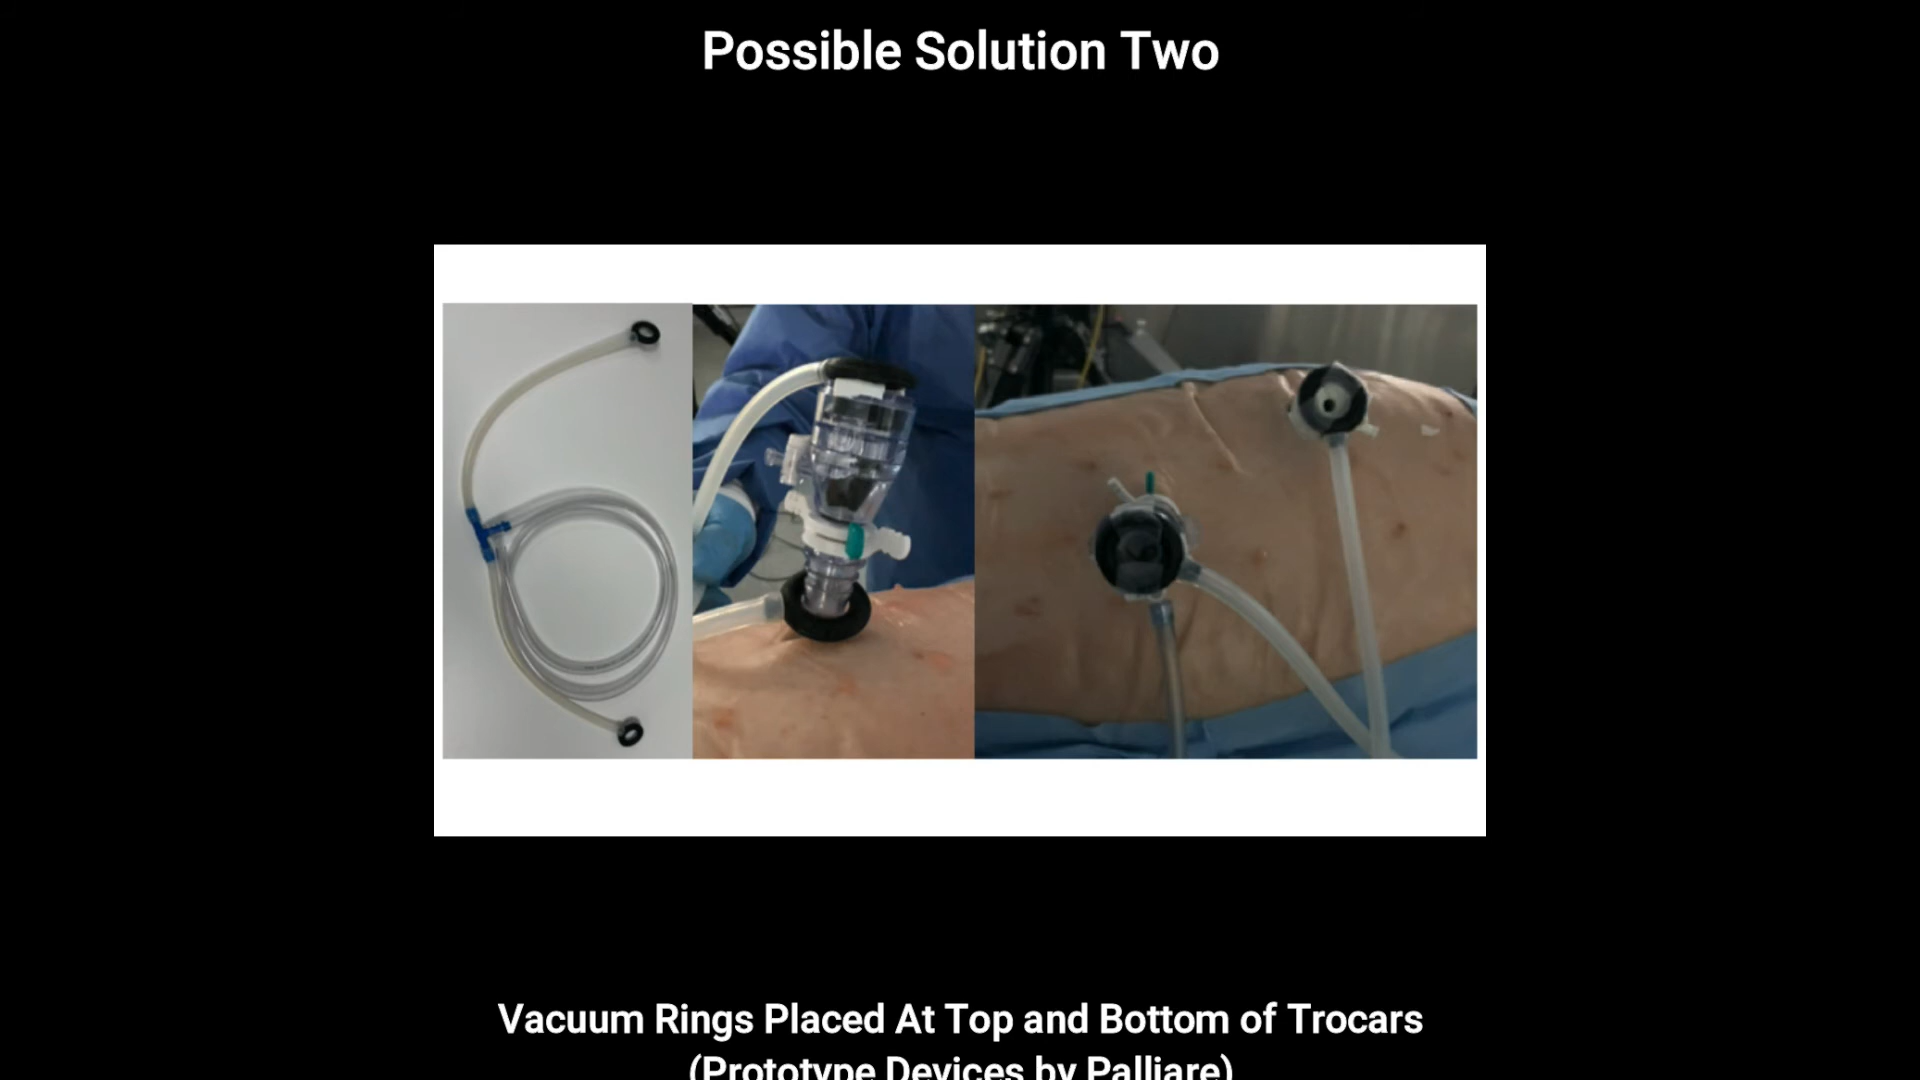 Possible Solution Two
Vacuum Rings Placed At Top and Bottom of Trocars
(Prototype Devices by Palliare)